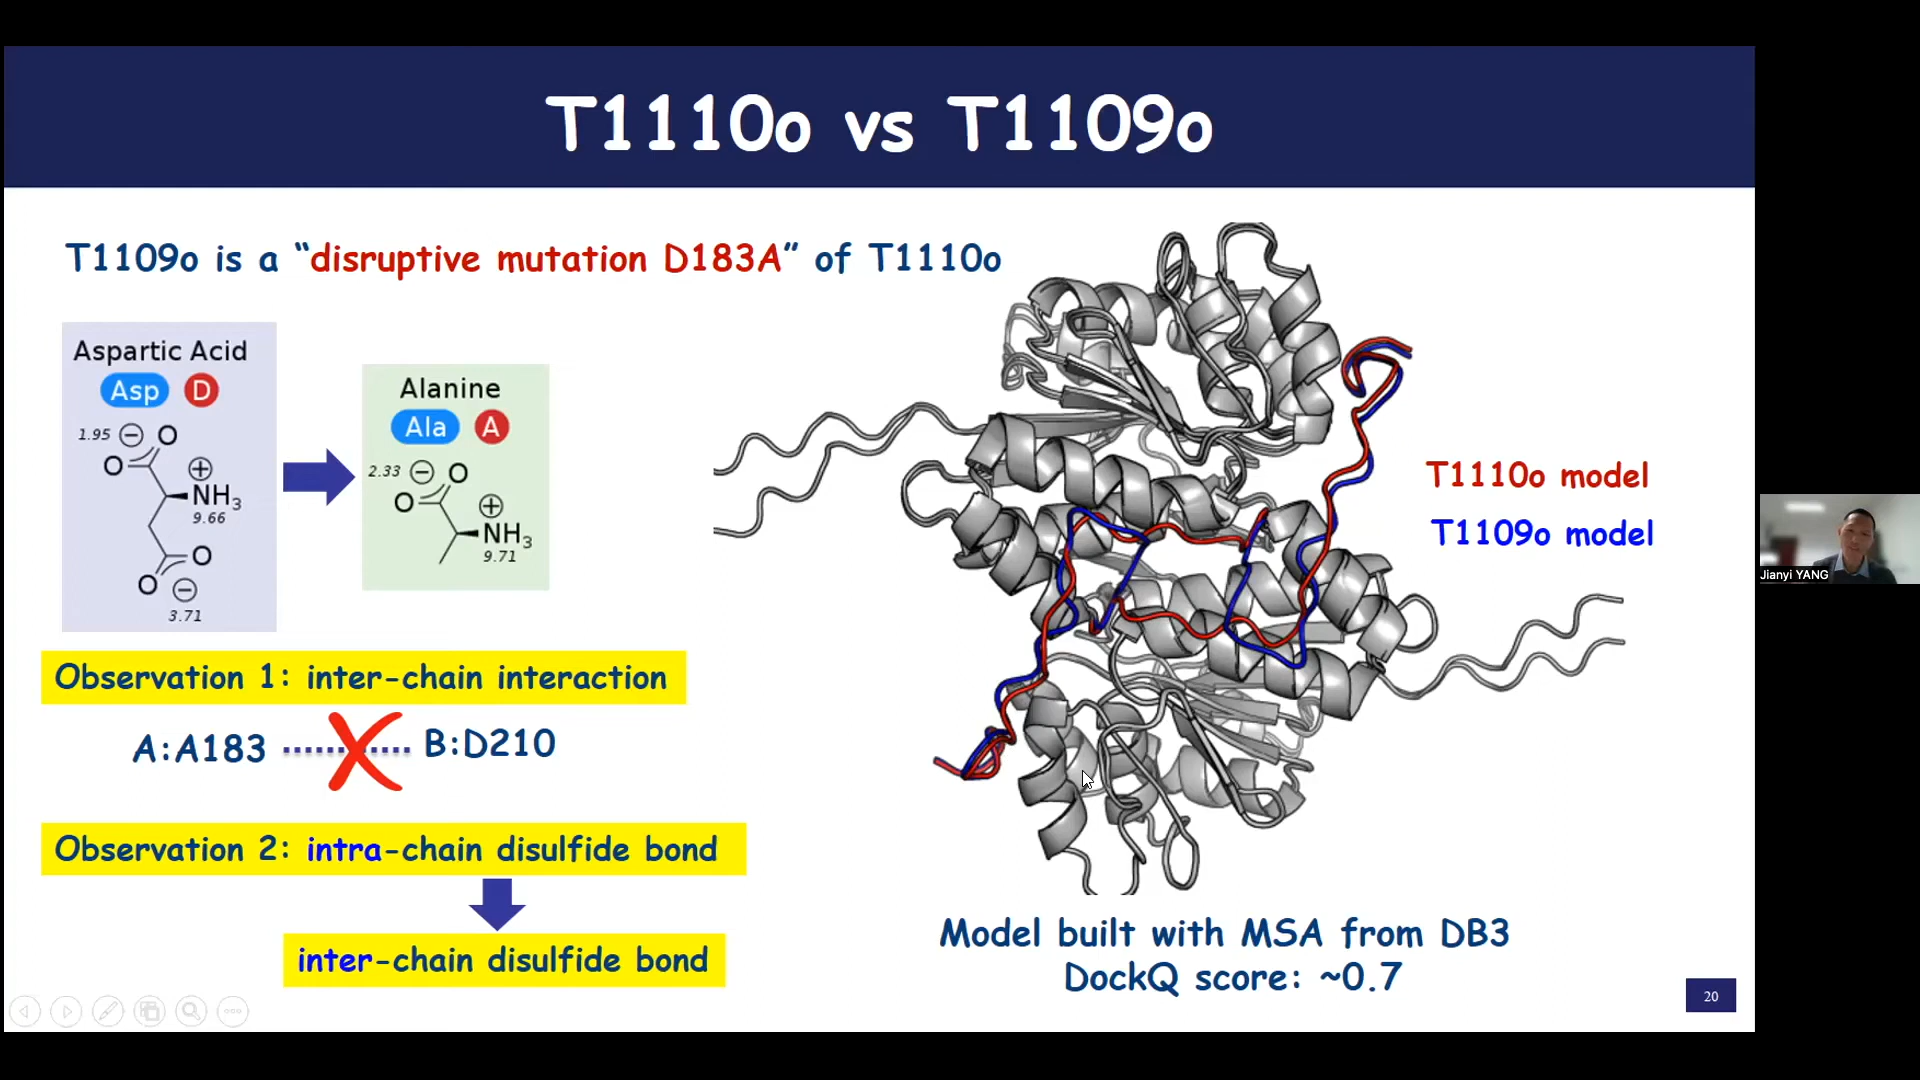 T1110o vs T1109o
T1109o is a “disruptive mutation D183A” of T1110o
Aspartic Acid
Asp D
1.95 − O
O +
NH3
9.66
O
O −
3.71
Alanine
Ala A
2.33 − O
O +
NH3
9.71
T1110o model
T1109o model
Jianyi YANG
Observation 1: inter-chain interaction
A:A183 B:D210
Observation 2: intra-chain disulfide bond
inter-chain disulfide bond
Model built with MSA from DB3
DockQ score: ~0.7
20